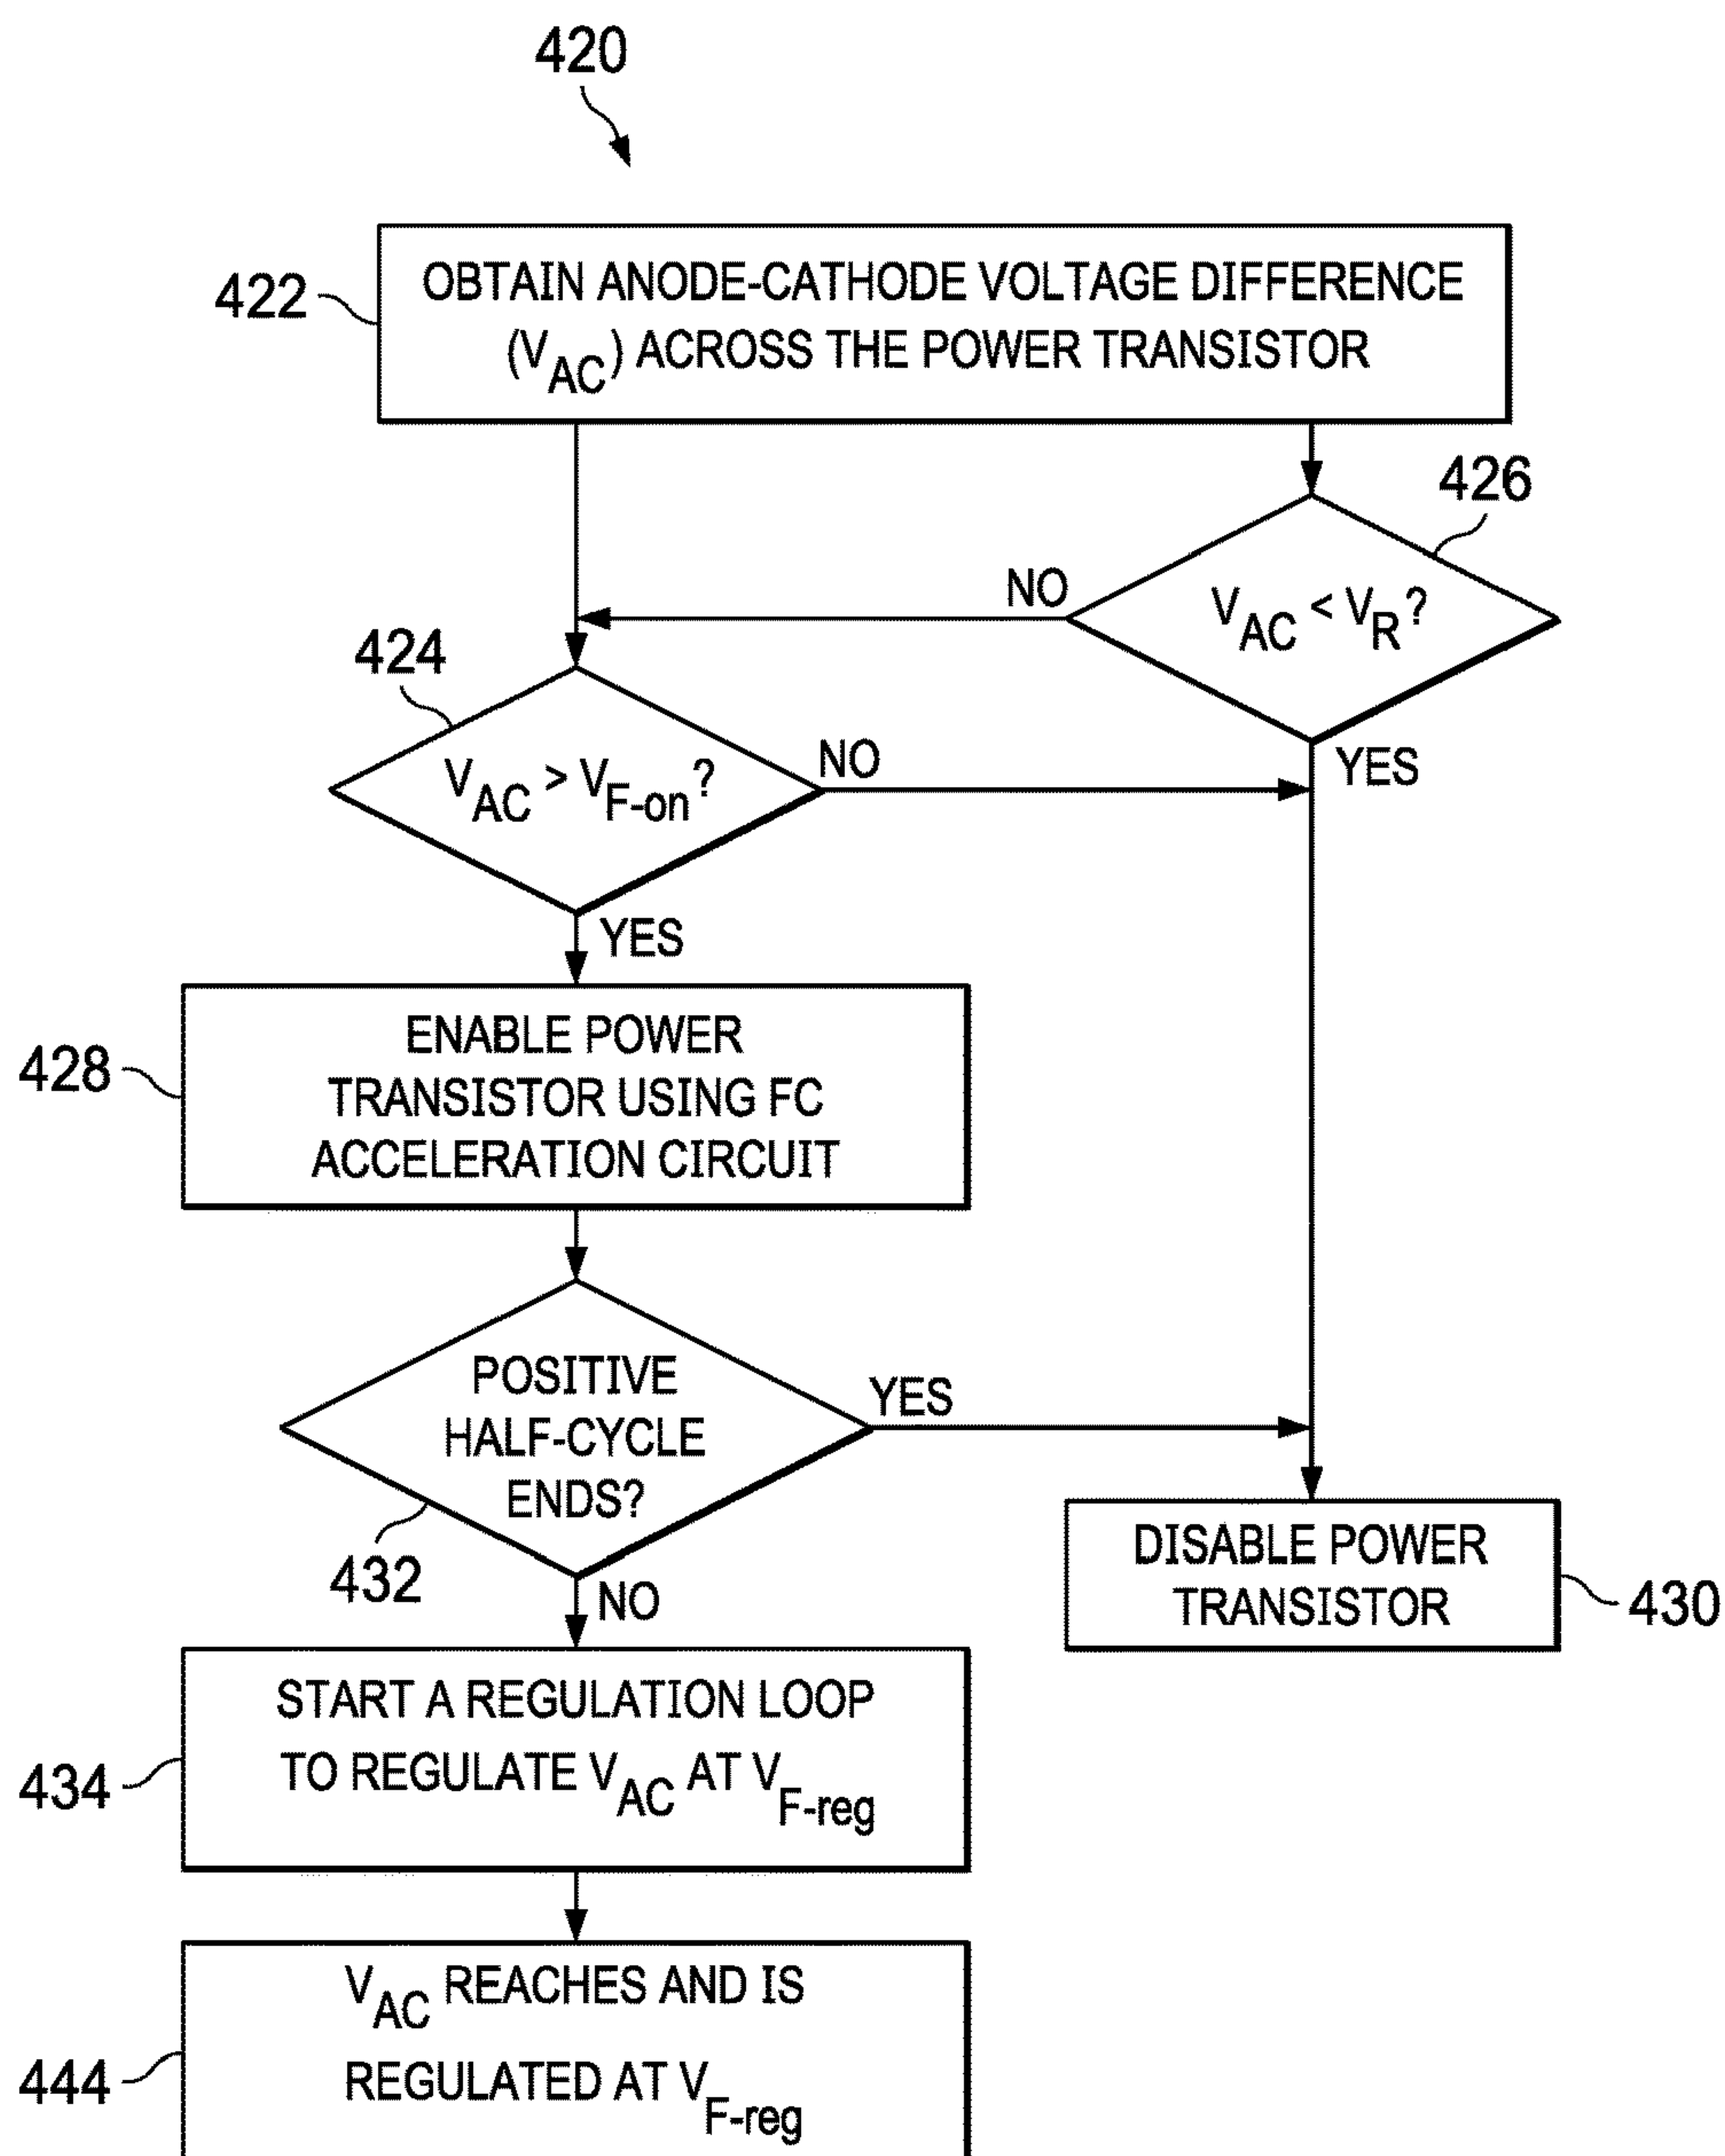 420
422
OBTAIN ANODE-CATHODE VOLTAGE DIFFERENCE
(VAC) ACROSS THE POWER TRANSISTOR
426
NO
VAC < VR?
YES
424
VAC > VF-on?
NO
YES
428
ENABLE POWER
TRANSISTOR USING FC
ACCELERATION CIRCUIT
POSITIVE
HALF-CYCLE
ENDS?
YES
432
NO
DISABLE POWER
TRANSISTOR
430
434
START A REGULATION LOOP
TO REGULATE VAC AT VF-reg
444
VAC REACHES AND IS
REGULATED AT VF-reg